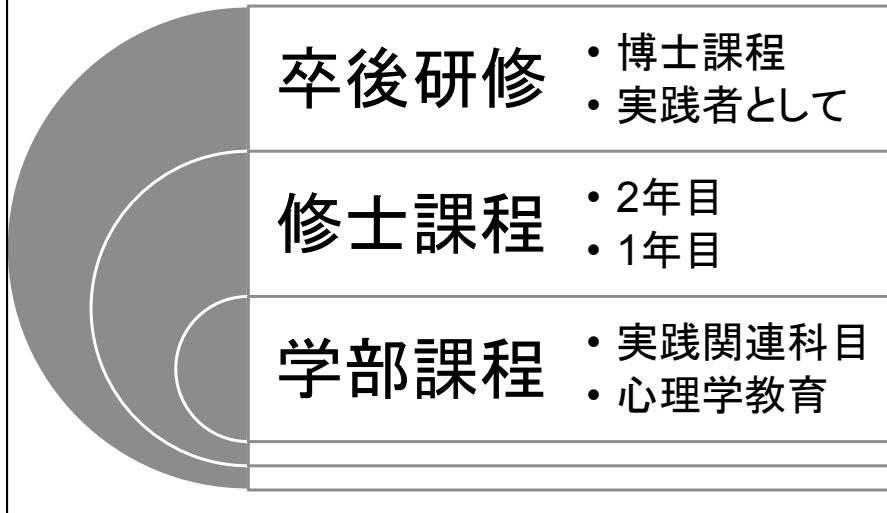 卒後研修
• 博士課程
• 実践者として
修士課程
• 2年目
• 1年目
学部課程
• 実践関連科目
• 心理学教育